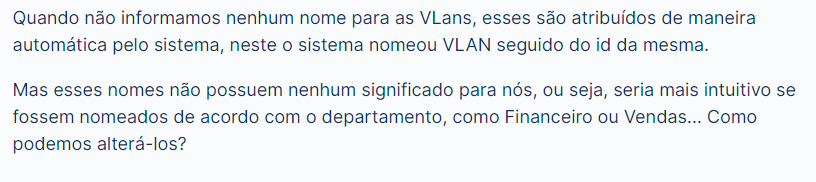 Quando não informamos nenhum nome para as VLans, esses são atribuídos de maneira
automática pelo sistema, neste o sistema nomeou VLAN seguido do id da mesma.
Mas esses nomes não possuem nenhum significado para nós, ou seja, seria mais intuitivo se
fossem nomeados de acordo com o departamento, como Financeiro ou Vendas... Como
podemos alterá-los?